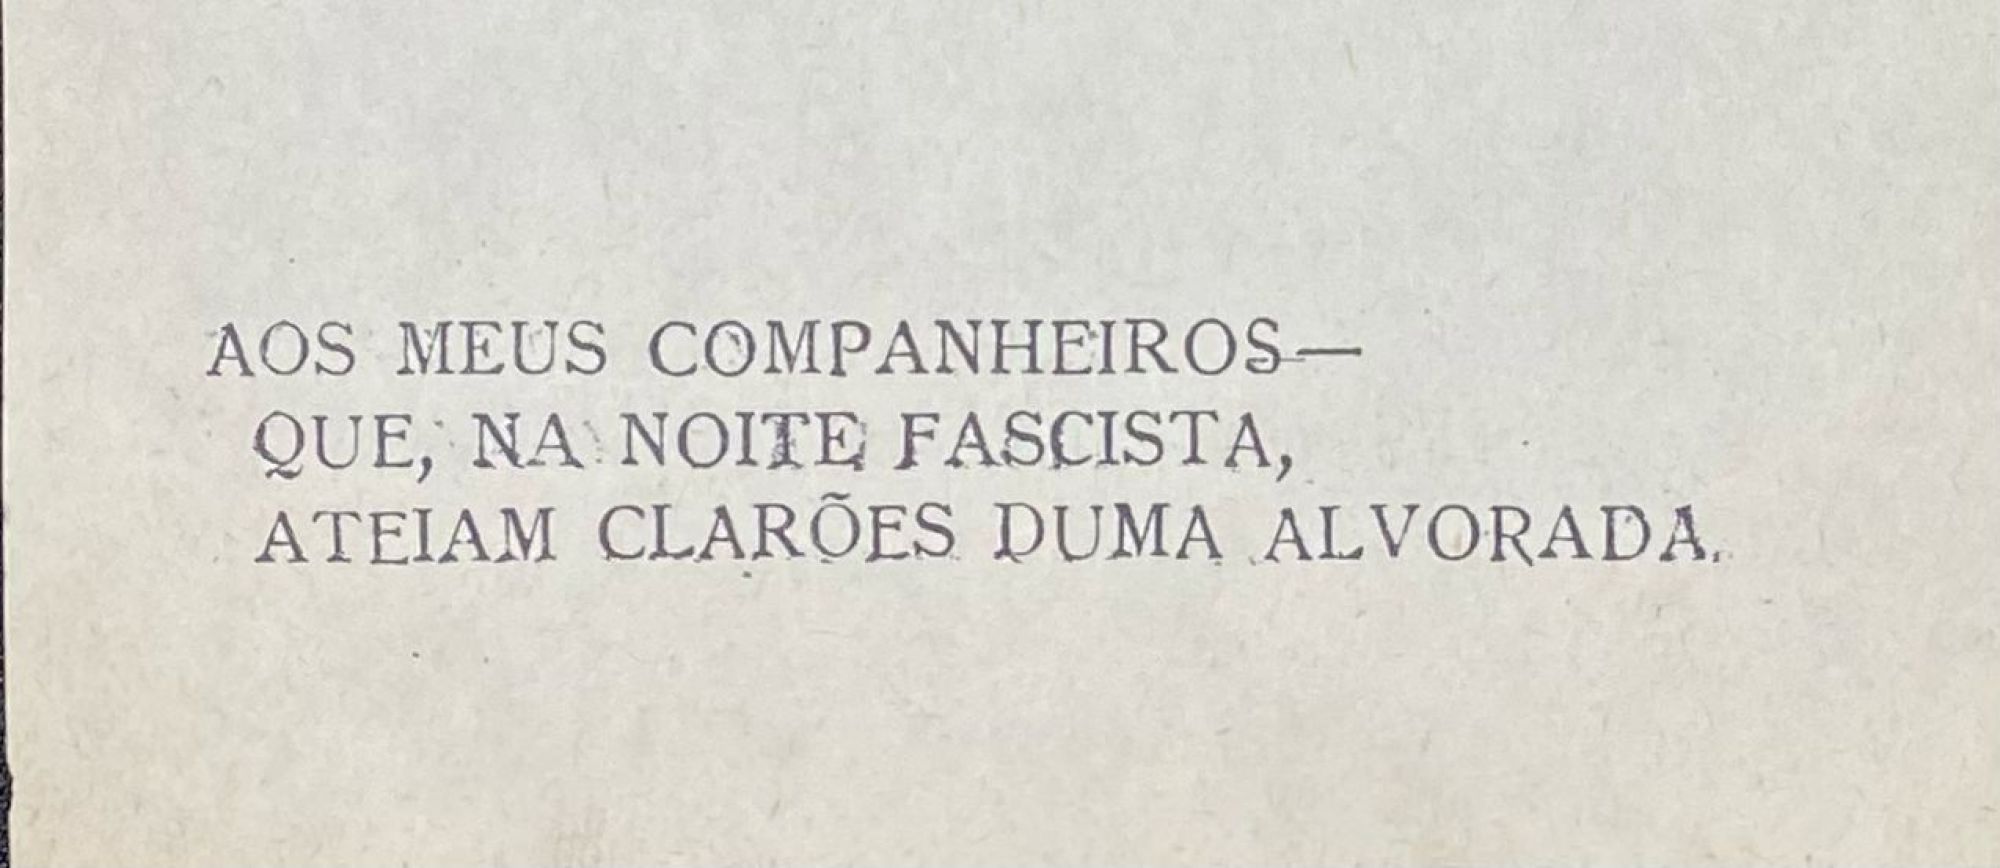 AOS MEUS COMPANHEIROS—
QUE, NA NOITE FASCISTA,
ATEIAM CLARÕES DUMA ALVORADA.